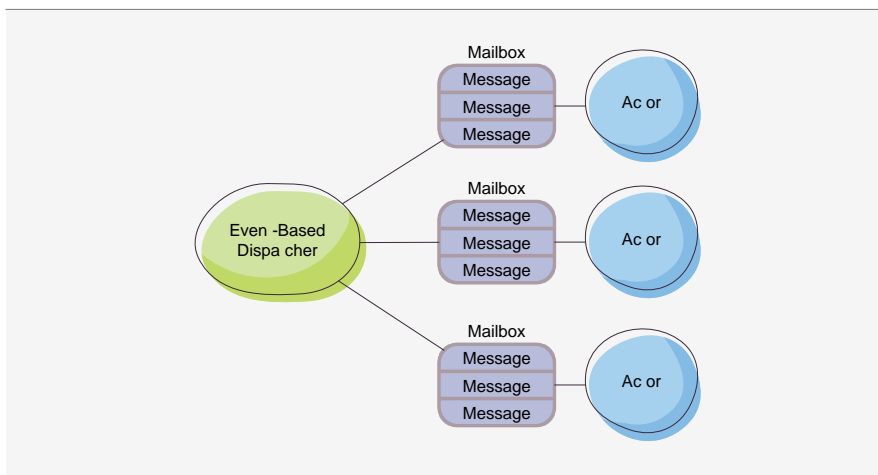 Mailbox
Message
Message
Message
Ac or
Even -Based
Dispa cher
Mailbox
Message
Message
Message
Ac or
Mailbox
Message
Message
Message
Ac or